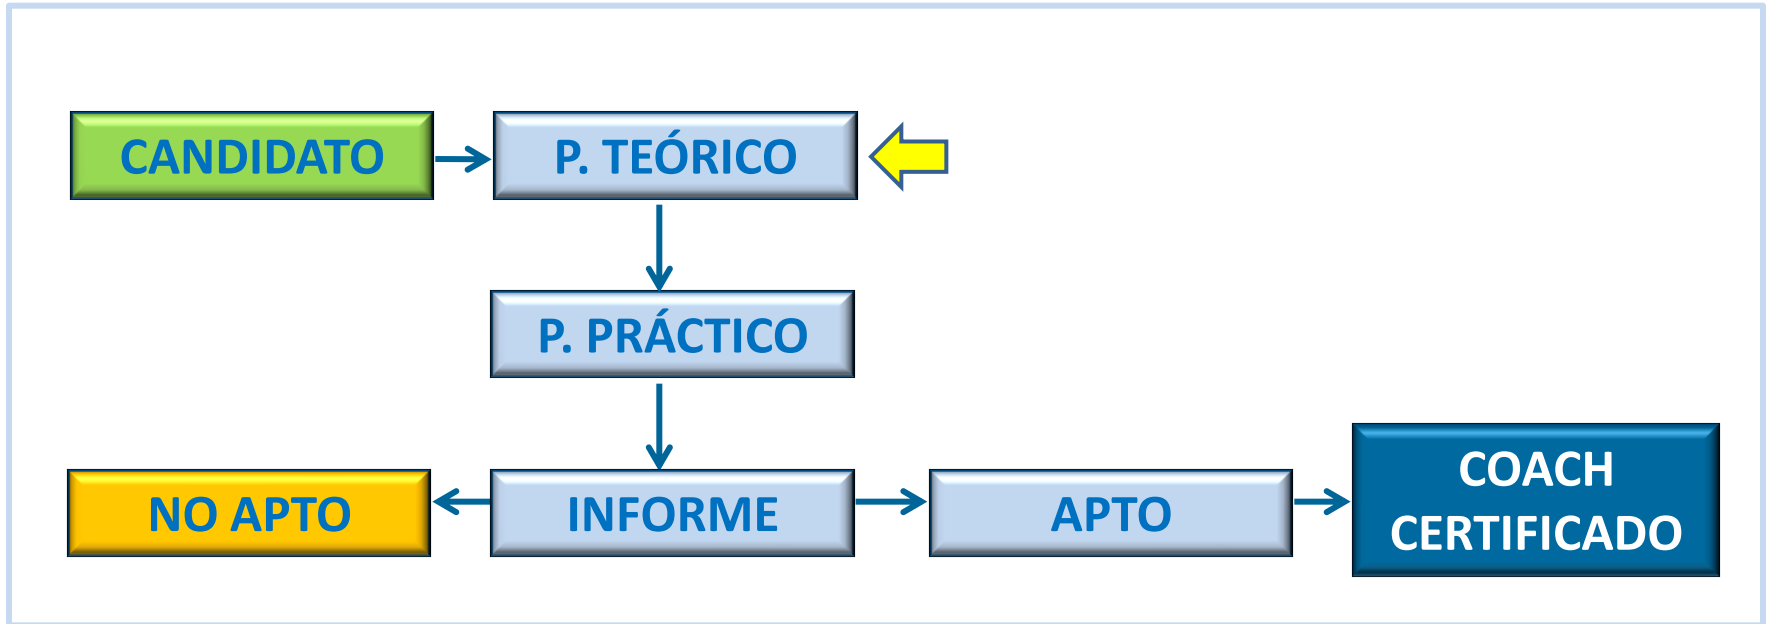 CANDIDATO
P. TEÓRICO
P. PRÁCTICO
NO APTO
INFORME
APTO
COACH
CERTIFICADO